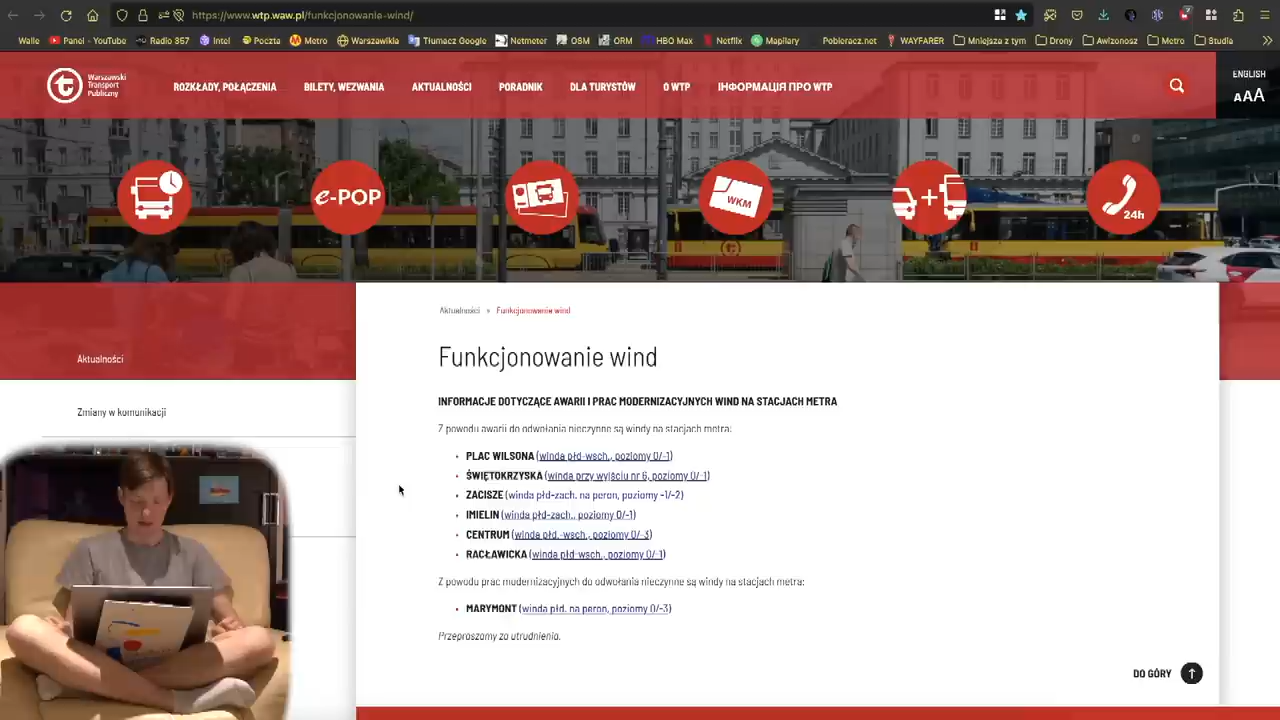 https://www.wtp.waw.pl/funkcjonowanie-wind/
Walle
Panel - YouTube
Radio 357
Intel
Poczta
Metro
Warszawikia
Tłumacz Google
Netmeter
OSM
ORM
HBO Max
Netflix
Mapilary
Pobieracz.net
WAYFARER
Mniejsza z tym
Drony
Awizonosz
Metro
Studia
Warszawski
Transport
Publiczny
ROZKŁADY, POŁĄCZENIA
BILETY, WEZWANIA
AKTUALNOŚCI
PORADNIK
DLA TURYSTÓW
O WTP
ІНФОРМАЦІЯ ПРО WTP
ENGLISH
AAA
e-POP
WKM
24h
Aktualności » Funkcjonowanie wind
Funkcjonowanie wind
Aktualności
Zmiany w komunikacji
INFORMACJE DOTYCZĄCE AWARII I PRAC MODERNIZACYJNYCH WIND NA STACJACH METRA
Z powodu awarii do odwołania nieczynne są windy na stacjach metra:
PLAC WILSONA (winda płd-wsch., poziomy 0/-1)
ŚWIĘTOKRZYSKA (winda przy wyjściu nr 6, poziomy 0/-1)
ZACISZE (winda płd-zach. na peron, poziomy -1/-2)
IMIELIN (winda płd-zach., poziomy 0/-1)
CENTRUM (winda płd.-wsch., poziomy 0/-3)
RACŁAWICKA (winda płd-wsch., poziomy 0/-1)
Z powodu prac modernizacyjnych do odwołania nieczynne są windy na stacjach metra:
MARYMONT (winda płd. na peron, poziomy 0/-3)
Przepraszamy za utrudnienia.
DO GÓRY